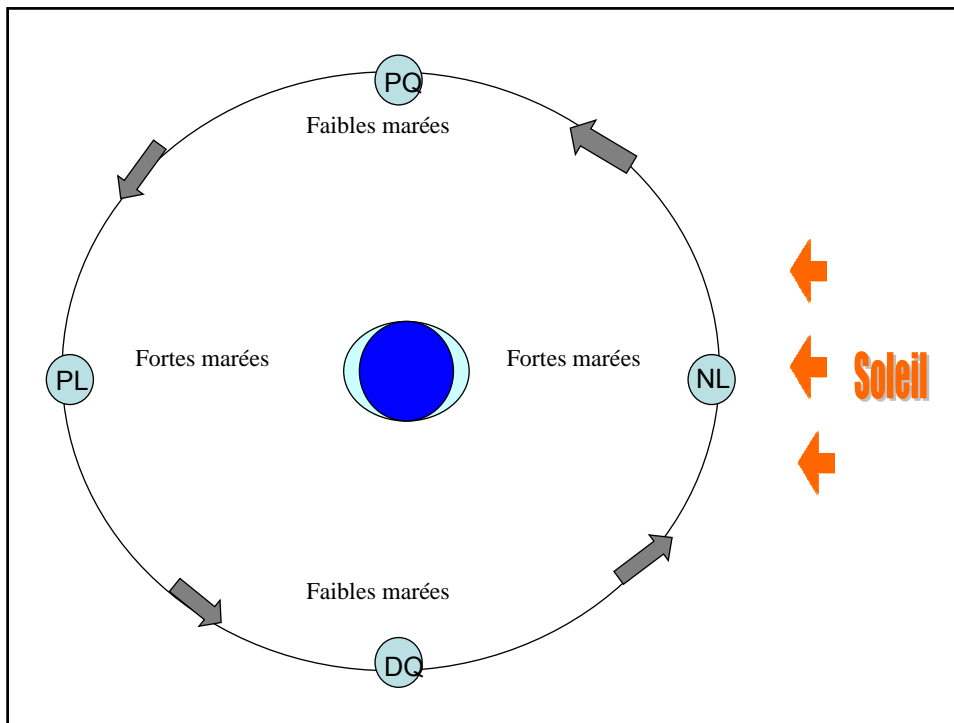 PQ
Faibles marées
PL
Fortes marées
Fortes marées
NL
Soleil
Faibles marées
DQ